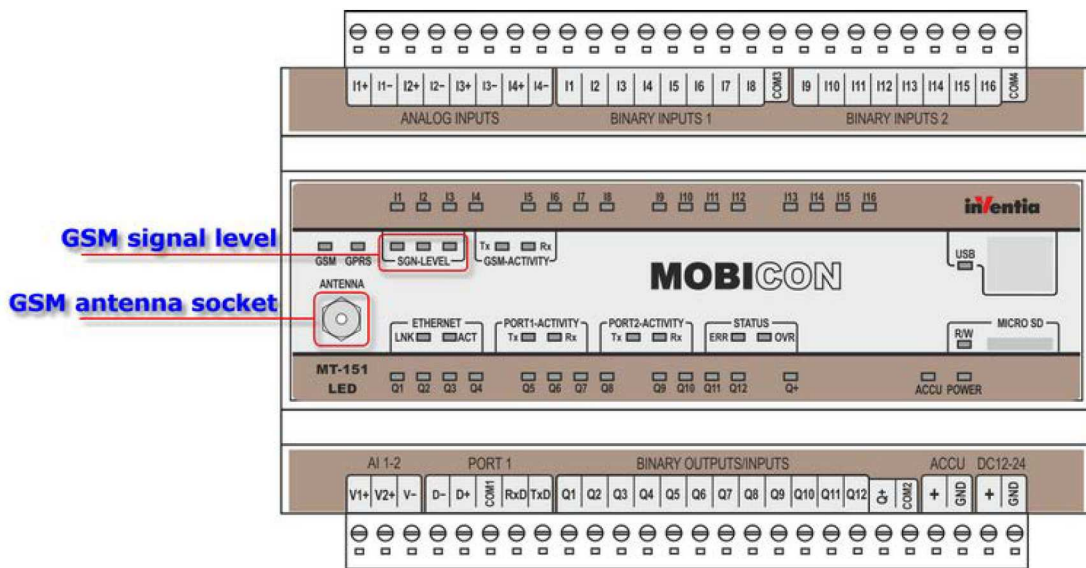 I1+ I1- I2+ I2- I3+ I3- I4+ I4- I1 I2 I3 I4 I5 I6 I7 I8 COM3 I9 I10 I11 I12 I13 I14 I15 I16 COM4
ANALOG INPUTS BINARY INPUTS 1 BINARY INPUTS 2
I1 I2 I3 I4 I5 I6 I7 I8 I9 I10 I11 I12 I13 I14 I15 I16
inVentia
GSM signal level
GSM GPRS SGN-LEVEL Tx Rx GSM-ACTIVITY
USB
MOBICON
GSM antenna socket
ANTENNA
ETHERNET PORT1-ACTIVITY PORT2-ACTIVITY STATUS MICRO SD
LNK ACT Tx Rx Tx Rx ERR OVR R/W
MT-151
LED
Q1 Q2 Q3 Q4 Q5 Q6 Q7 Q8 Q9 Q10 Q11 Q12 Q+ ACCU POWER
AI 1-2 PORT 1 BINARY OUTPUTS/INPUTS ACCU DC12-24
V1+ V2+ V- D- D+ COM1 RxD TxD Q1 Q2 Q3 Q4 Q5 Q6 Q7 Q8 Q9 Q10 Q11 Q12 Q+ COM2 + GND + GND